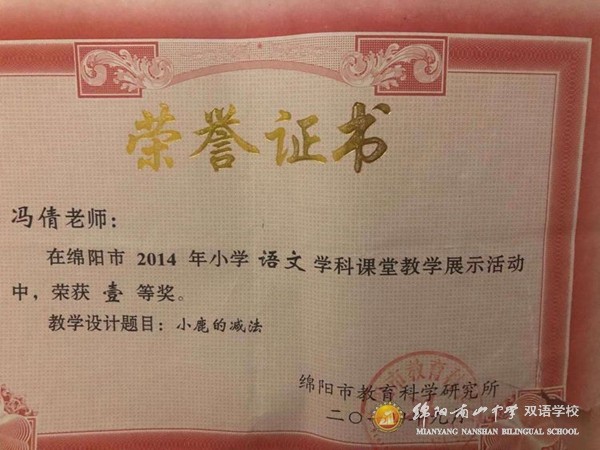 荣誉证书
冯倩老师：
在绵阳市 2014 年小学 语文 学科课堂教学展示活动
中，荣获 壹 等奖。
教学设计题目：小鹿的减法
绵阳市教育科学研究所
二〇一
绵阳南山中学 双语学校
MIANYANG NANSHAN BILINGUAL SCHOOL